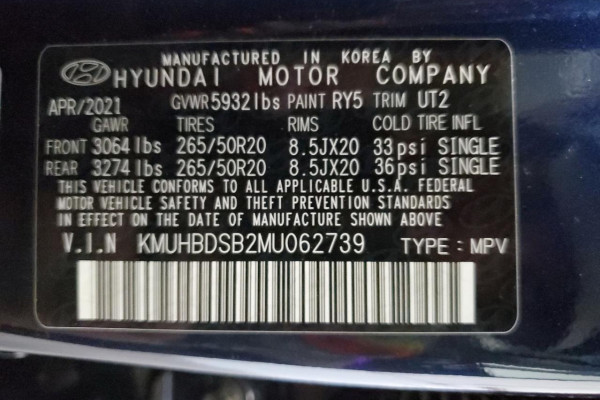 MANUFACTURED IN KOREA BY
HYUNDAI MOTOR COMPANY
APR/2021 GVWR 5932lbs PAINT RY5 TRIM UT2
GAWR TIRES RIMS COLD TIRE INFL
FRONT 3064 lbs 265/50R20 8.5JX20 33psi SINGLE
REAR 3274 lbs 265/50R20 8.5JX20 36psi SINGLE
THIS VEHICLE CONFORMS TO ALL APPLICABLE U.S.A. FEDERAL
MOTOR VEHICLE SAFETY AND THEFT PREVENTION STANDARDS
IN EFFECT ON THE DATE OF MANUFACTURE SHOWN ABOVE
V.I.N KMUHBDSB2MU062739 TYPE : MPV